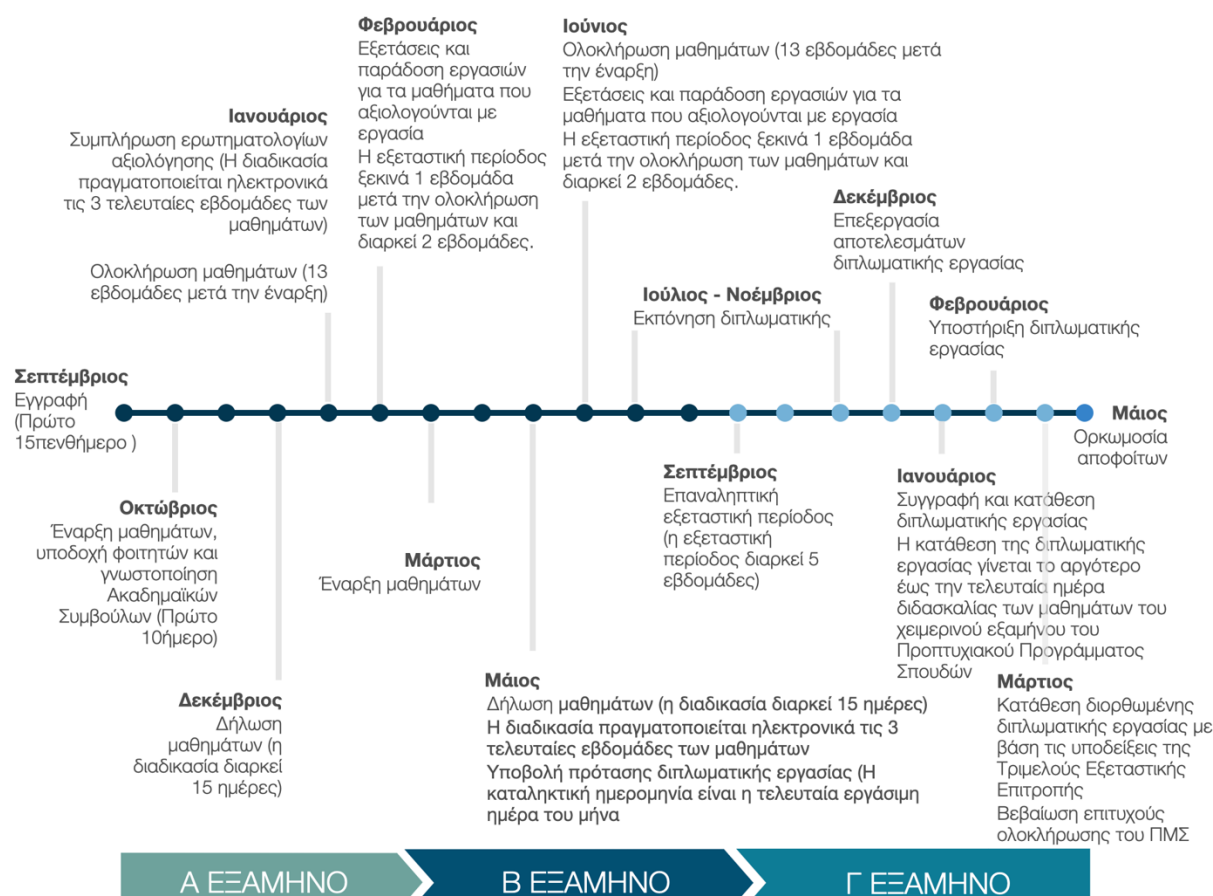 Φεβρουάριος
Εξετάσεις και
παράδοση εργασιών
για τα μαθήματα που
αξιολογούνται με
εργασία
Η εξεταστική περίοδος
ξεκινά 1 εβδομάδα
μετά την ολοκλήρωση
των μαθημάτων και
διαρκεί 2 εβδομάδες.
Ιούνιος
Ολοκλήρωση μαθημάτων (13 εβδομάδες μετά
την έναρξη)
Εξετάσεις και παράδοση εργασιών για τα
μαθήματα που αξιολογούνται με εργασία
Η εξεταστική περίοδος ξεκινά 1 εβδομάδα
μετά την ολοκλήρωση των μαθημάτων και
διαρκεί 2 εβδομάδες.
Ιανουάριος
Συμπλήρωση ερωτηματολογίων
αξιολόγησης (Η διαδικασία
πραγματοποιείται ηλεκτρονικά
τις 3 τελευταίες εβδομάδες των
μαθημάτων)
Ολοκλήρωση μαθημάτων (13
εβδομάδες μετά την έναρξη)
Δεκέμβριος
Επεξεργασία
αποτελεσμάτων
διπλωματικής εργασίας
Ιούλιος - Νοέμβριος
Εκπόνηση διπλωματικής
Φεβρουάριος
Υποστήριξη διπλωματικής
εργασίας
Σεπτέμβριος
Εγγραφή
(Πρώτο
15πενθήμερο )
Μάιος
Ορκωμοσία
αποφοίτων
Οκτώβριος
Έναρξη μαθημάτων,
υποδοχή φοιτητών και
γνωστοποίηση
Ακαδημαϊκών
Συμβούλων (Πρώτο
10ήμερο)
Μάρτιος
Έναρξη μαθημάτων
Σεπτέμβριος
Επαναληπτική
εξεταστική περίοδος
(η εξεταστική
περίοδος διαρκεί 5
εβδομάδες)
Ιανουάριος
Συγγραφή και κατάθεση
διπλωματικής εργασίας
Η κατάθεση της διπλωματικής
εργασίας γίνεται το αργότερο
έως την τελευταία ημέρα
διδασκαλίας των μαθημάτων του
χειμερινού εξαμήνου του
Προπτυχιακού Προγράμματος
Σπουδών
Δεκέμβριος
Δήλωση
μαθημάτων (η
διαδικασία διαρκεί
15 ημέρες)
Μάιος
Δήλωση μαθημάτων (η διαδικασία διαρκεί 15 ημέρες)
Η διαδικασία πραγματοποιείται ηλεκτρονικά τις 3
τελευταίες εβδομάδες των μαθημάτων
Υποβολή πρότασης διπλωματικής εργασίας (Η
καταληκτική ημερομηνία είναι η τελευταία εργάσιμη
ημέρα του μήνα
Μάρτιος
Κατάθεση διορθωμένης
διπλωματικής εργασίας με
βάση τις υποδείξεις της
Τριμελούς Εξεταστικής
Επιτροπής
Βεβαίωση επιτυχούς
ολοκλήρωσης του ΠΜΣ
Α ΕΞΑΜΗΝΟ
Β ΕΞΑΜΗΝΟ
Γ ΕΞΑΜΗΝΟ